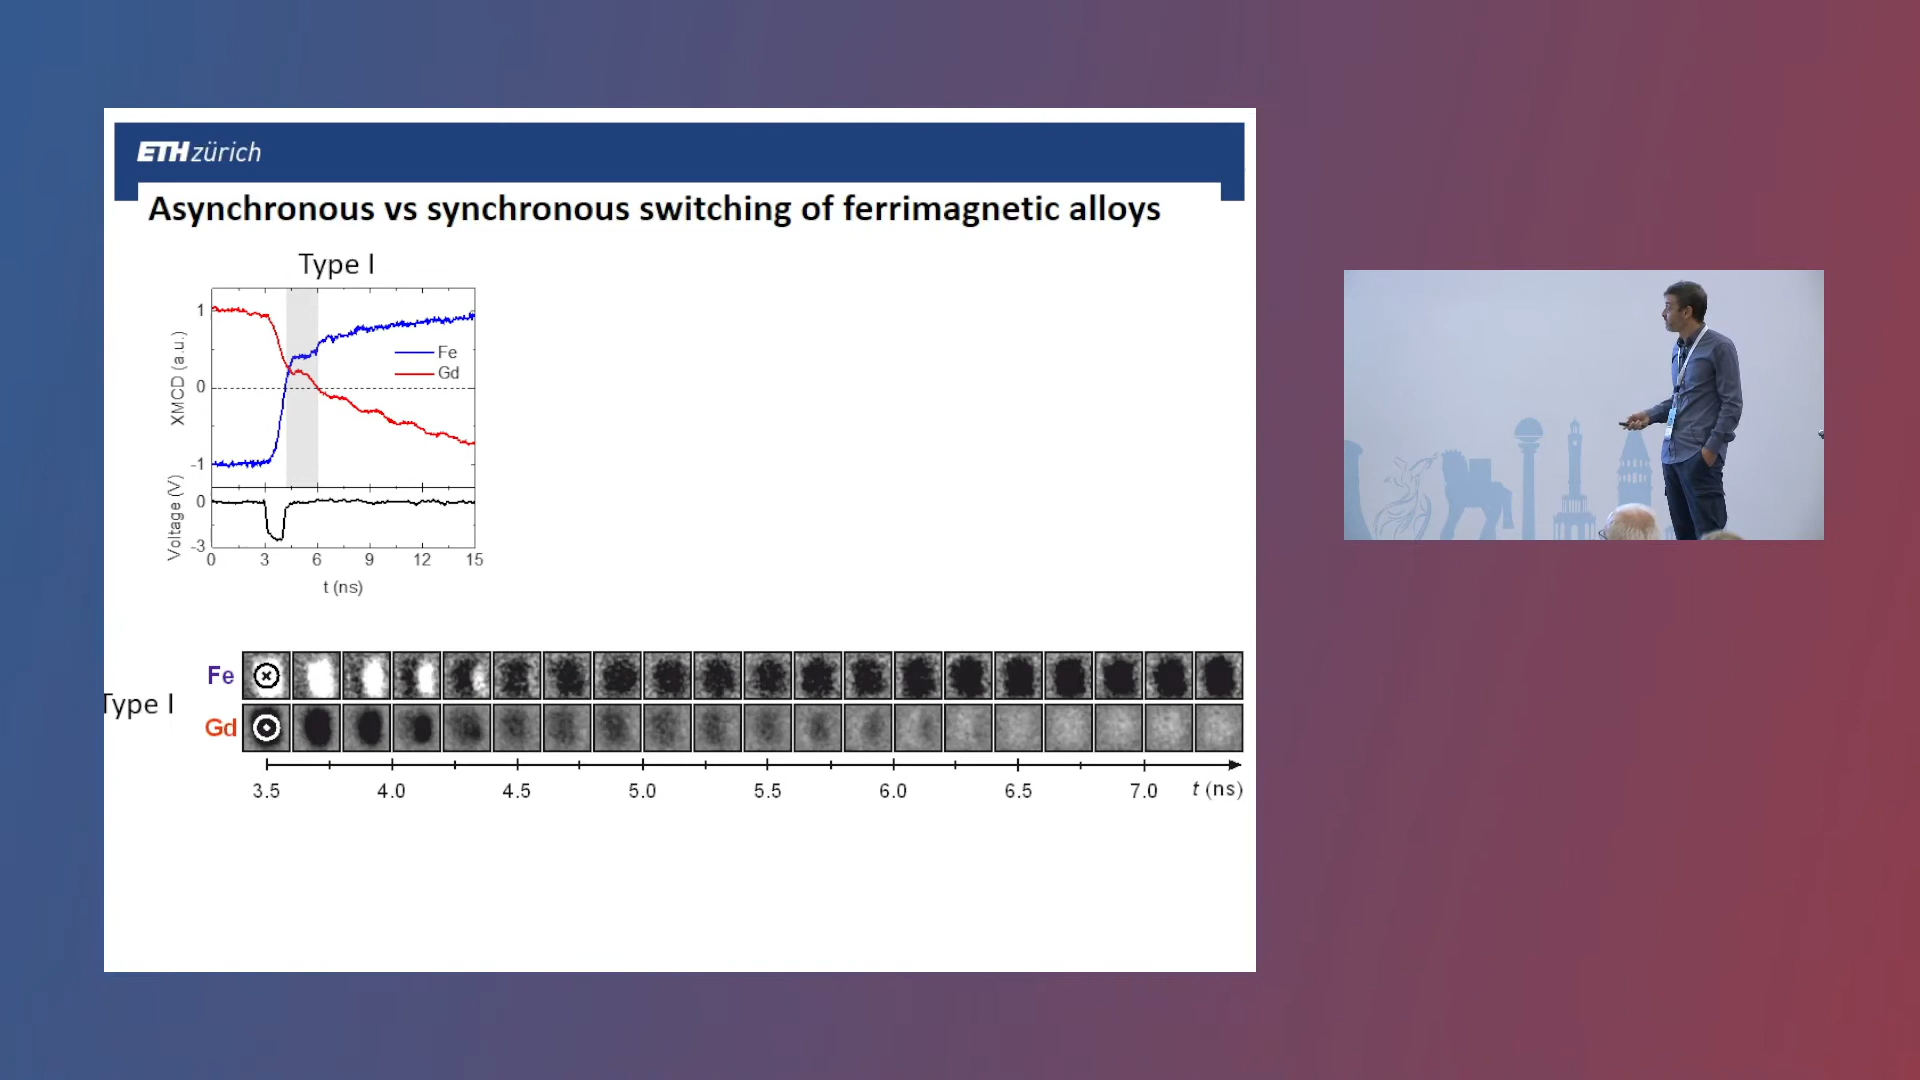 ETH zürich
Asynchronous vs synchronous switching of ferrimagnetic alloys
Type I
XMCD (a.u.)
1
0
-1
Fe
Gd
Voltage (V)
0
-3
0 3 6 9 12 15
t (ns)
Type I
Fe
Gd
3.5 4.0 4.5 5.0 5.5 6.0 6.5 7.0 t (ns)